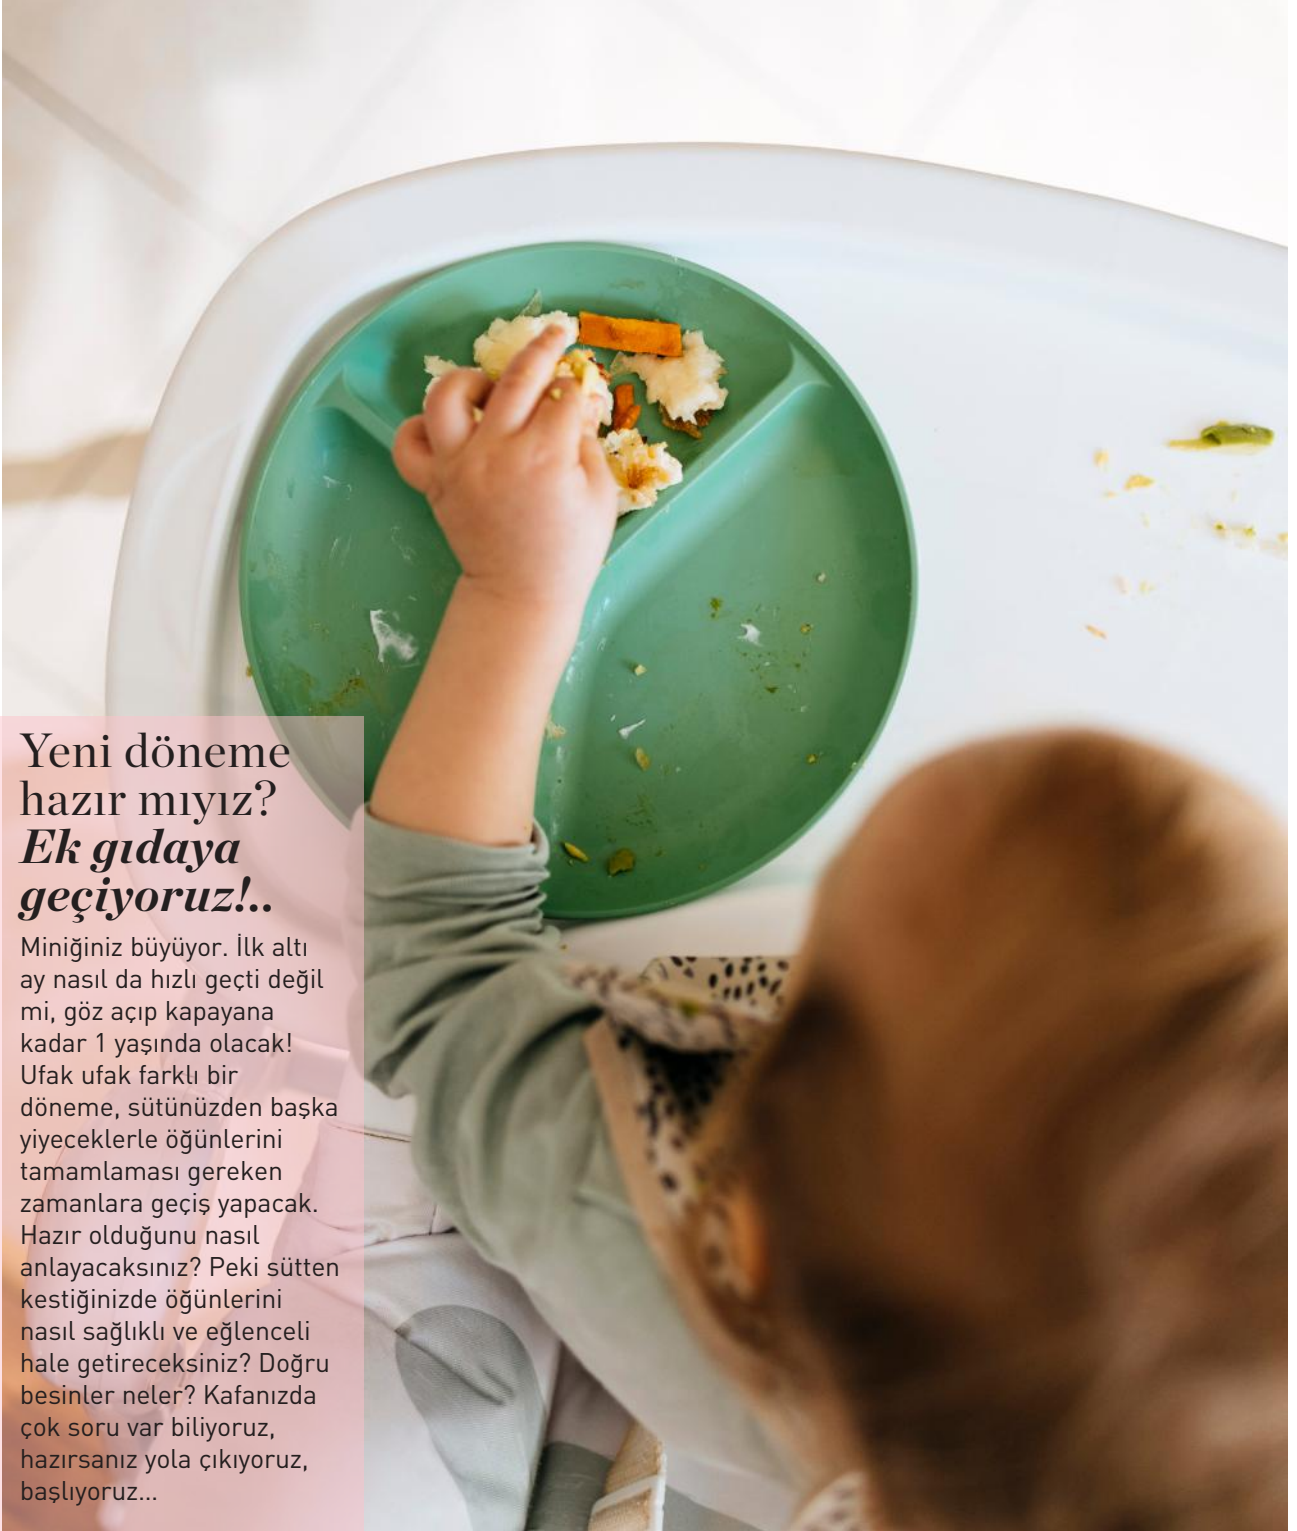 Yeni döneme
hazır mıyız?
Ek gıdaya
geçiyoruz!..
Miniğiniz büyüyor. İlk altı
ay nasıl da hızlı geçti değil
mi, göz açıp kapayana
kadar 1 yaşında olacak!
Ufak ufak farklı bir
döneme, sütünüzden başka
yiyeceklerle öğünlerini
tamamlaması gereken
zamanlara geçiş yapacak.
Hazır olduğunu nasıl
anlayacaksınız? Peki sütten
kestiğinizde öğünlerini
nasıl sağlıklı ve eğlenceli
hale getireceksiniz? Doğru
besinler neler? Kafanızda
çok soru var biliyoruz,
hazırsanız yola çıkıyoruz,
başlıyoruz...